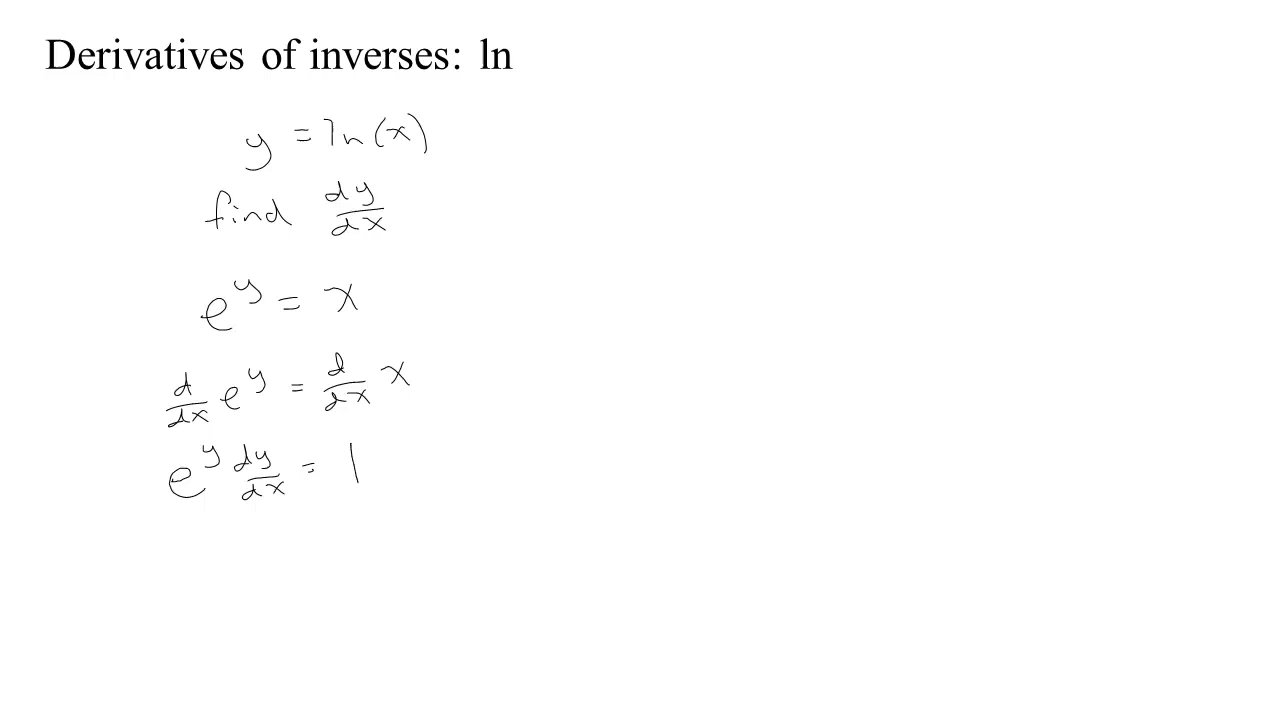 Derivatives of inverses: ln
y = ln(x)
find dy/dx
e^y = x
d/dx e^y = d/dx x
e^y dy/dx = 1